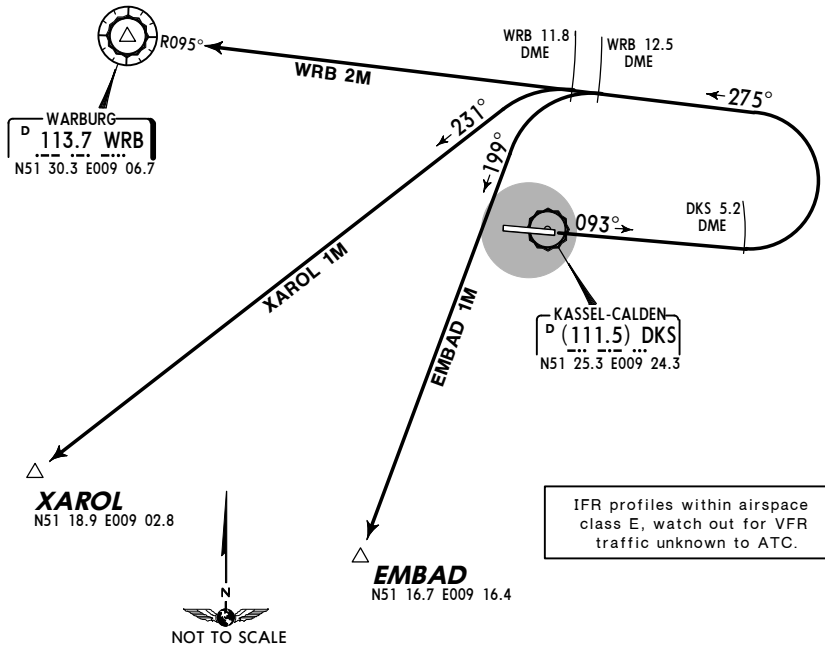 WRB 11.8
DME
WRB 12.5
DME
R095°
WRB 2M
275°
WARBURG
D 113.7 WRB
N51 30.3 E009 06.7
231°
199°
DKS 5.2
DME
093°
XAROL 1M
EMBAD 1M
KASSEL-CALDEN
D (111.5) DKS
N51 25.3 E009 24.3
XAROL
N51 18.9 E009 02.8
IFR profiles within airspace
class E, watch out for VFR
traffic unknown to ATC.
EMBAD
N51 16.7 E009 16.4
N
NOT TO SCALE